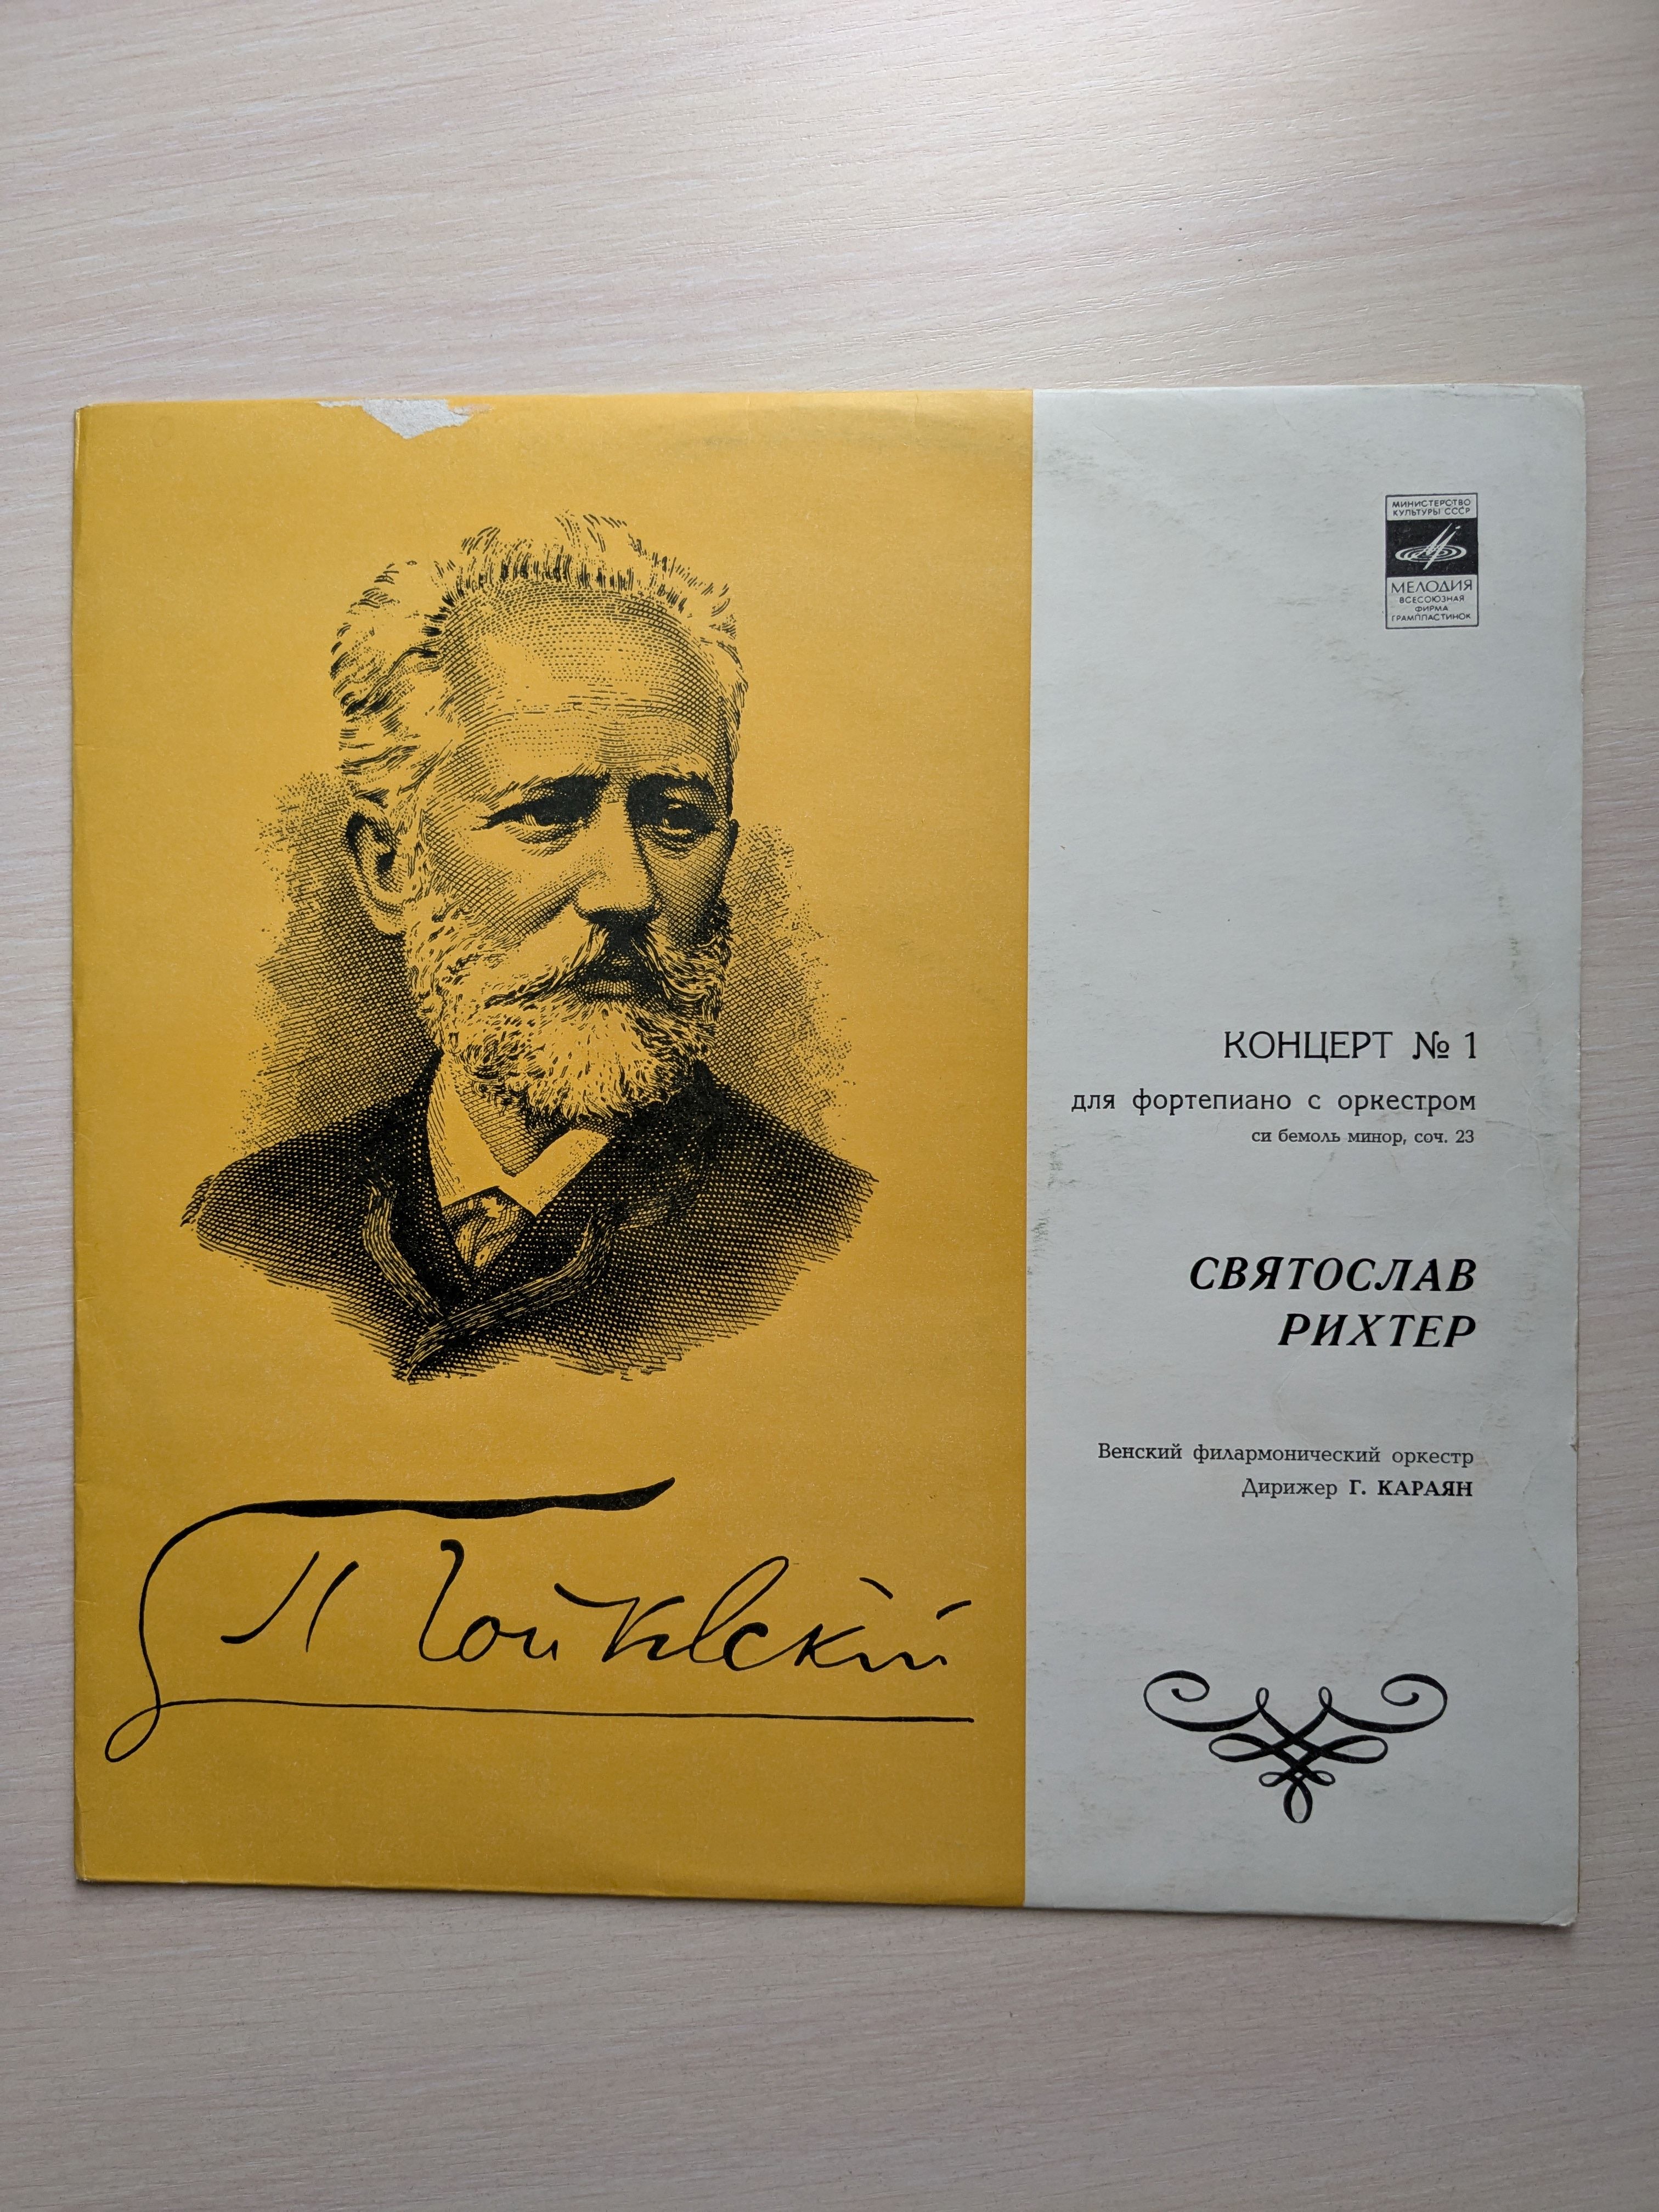 МИНИСТЕРСТВО
КУЛЬТУРЫ СССР
МЕЛОДИЯ
ВСЕСОЮЗНАЯ
ФИРМА
ГРАМПЛАСТИНОК
КОНЦЕРТ № 1
для фортепиано с оркестром
си бемоль минор, соч. 23
СВЯТОСЛАВ
РИХТЕР
Венский филармонический оркестр
Дирижер Г. КАРАЯН
П Чайковскій